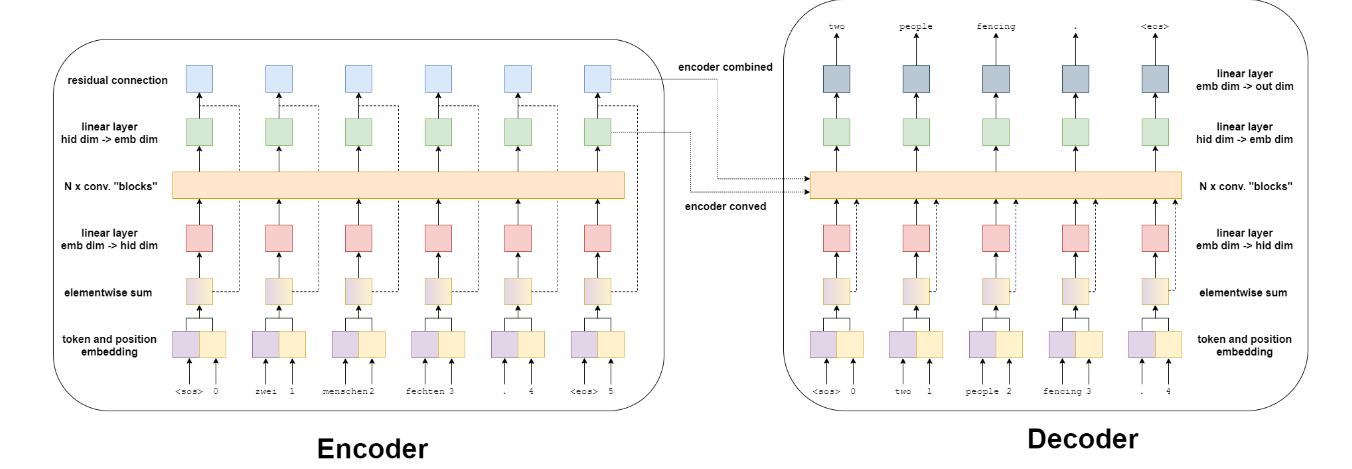 two people fencing . <eos>
residual connection
encoder combined
linear layer
emb dim -> out dim
linear layer
hid dim -> emb dim
linear layer
hid dim -> emb dim
N x conv. "blocks"
N x conv. "blocks"
encoder conved
linear layer
emb dim -> hid dim
linear layer
emb dim -> hid dim
elementwise sum
elementwise sum
token and position
embedding
token and position
embedding
<sos> 0 zwei 1 menschen 2 fechten 3 . 4 <eos> 5
<sos> 0 two 1 people 2 fencing 3 . 4
Encoder
Decoder